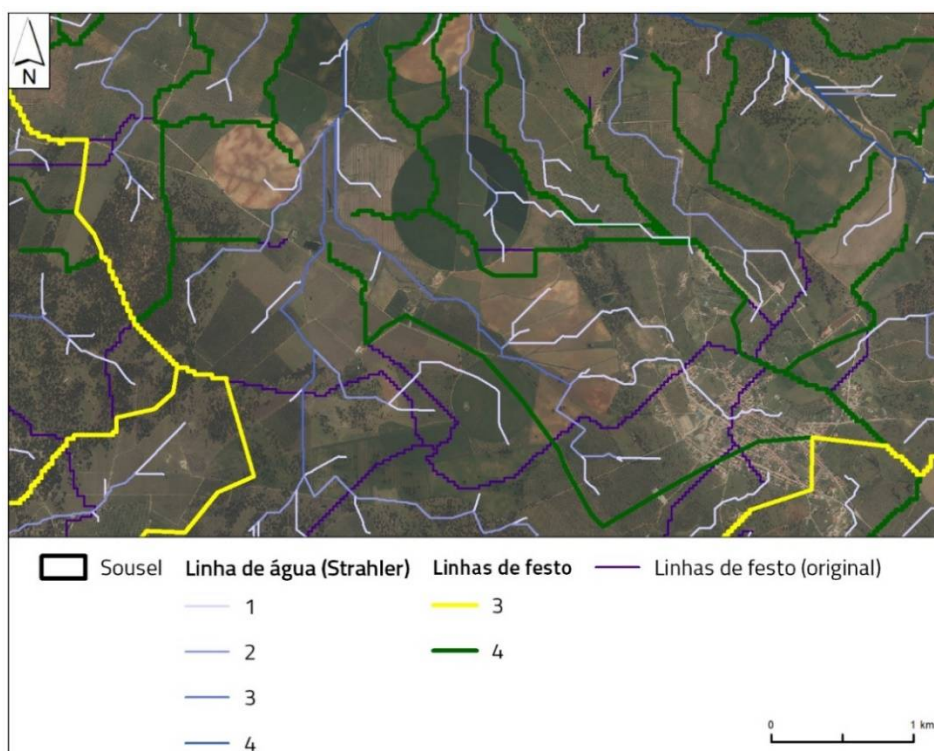 N
Sousel Linha de água (Strahler) Linhas de festo Linhas de festo (original)
1 3
2 4
3
4
0 1 km